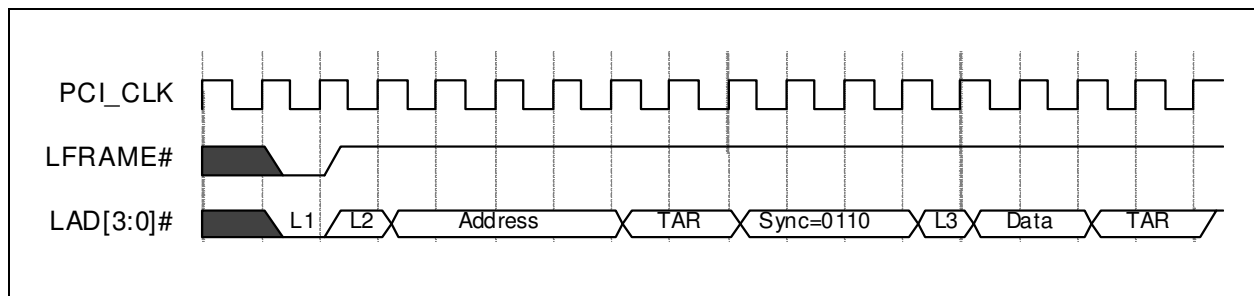 PCI_CLK
LFRAME#
LAD[3:0]# L1 L2 Address TAR Sync=0110 L3 Data TAR